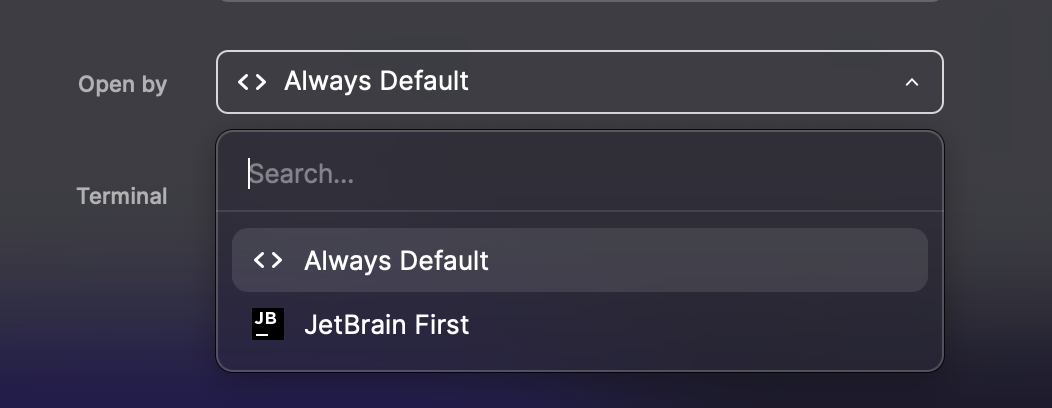 Open by
<> Always Default
Search...
Terminal
<> Always Default
JB JetBrain First